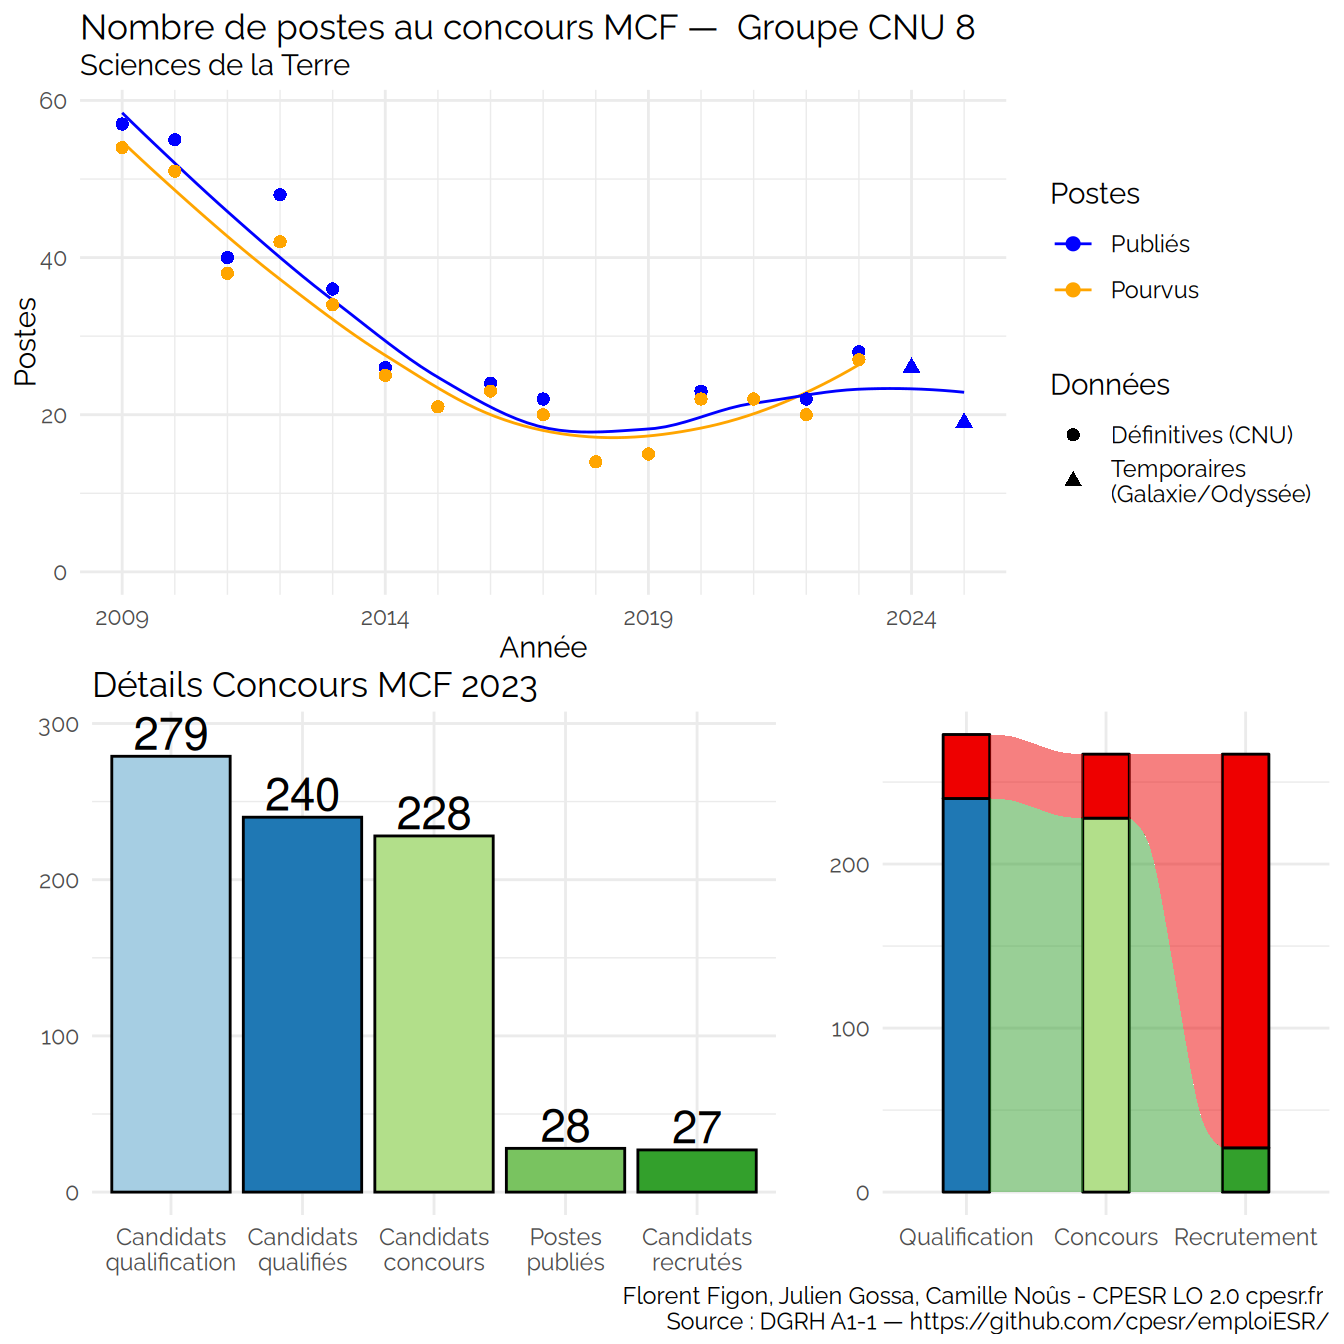 Nombre de postes au concours MCF — Groupe CNU 8
Sciences de la Terre
60
40
20
0
Postes
2009
2014
2019
2024
Année
Postes
Publiés
Pourvus
Données
Définitives (CNU)
Temporaires
(Galaxie/Odyssée)
Détails Concours MCF 2023
300
200
100
0
279
240
228
28
27
Candidats
qualification
Candidats
qualifiés
Candidats
concours
Postes
publiés
Candidats
recrutés
200
100
0
Qualification
Concours
Recrutement
Florent Figon, Julien Gossa, Camille Noûs - CPESR LO 2.0 cpesr.fr
Source : DGRH A1-1 — https://github.com/cpesr/emploiESR/